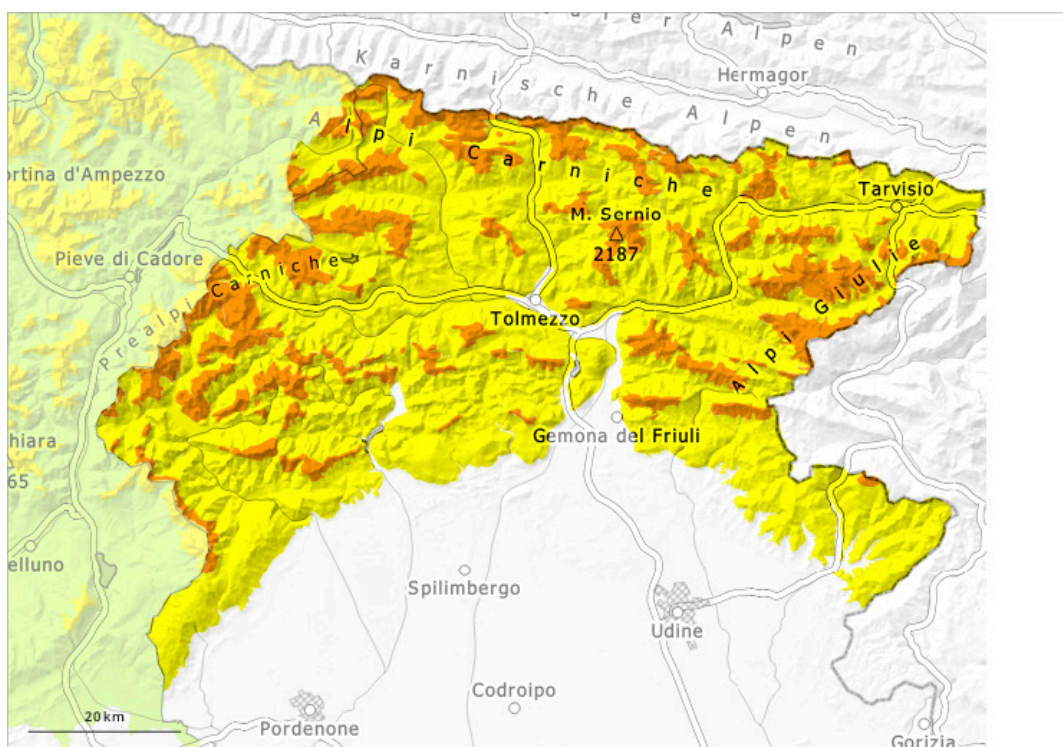 Alpen
Hermagor
Karnische Alpen
Alpi Carniche
ortina d'Ampezzo
Tarvisio
M. Sernio
2187
Pieve di Cadore
Prealpi Carniche
Tolmezzo
Alpi Giulie
hiara
65
Gemona del Friuli
elluno
Spilimbergo
Udine
Codroipo
20 km
Pordenone
Gorizia